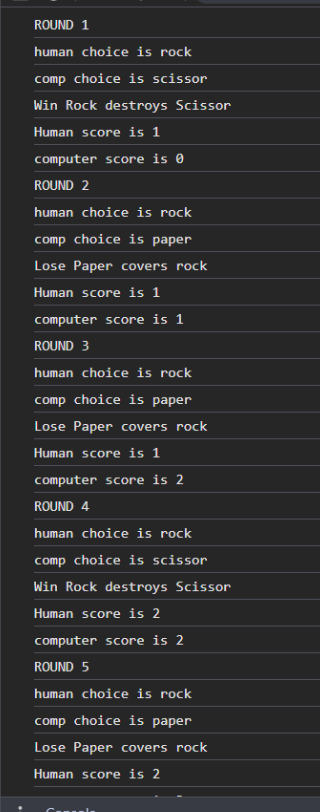 ROUND 1
human choice is rock
comp choice is scissor
Win Rock destroys Scissor
Human score is 1
computer score is 0
ROUND 2
human choice is rock
comp choice is paper
Lose Paper covers rock
Human score is 1
computer score is 1
ROUND 3
human choice is rock
comp choice is paper
Lose Paper covers rock
Human score is 1
computer score is 2
ROUND 4
human choice is rock
comp choice is scissor
Win Rock destroys Scissor
Human score is 2
computer score is 2
ROUND 5
human choice is rock
comp choice is paper
Lose Paper covers rock
Human score is 2
Console